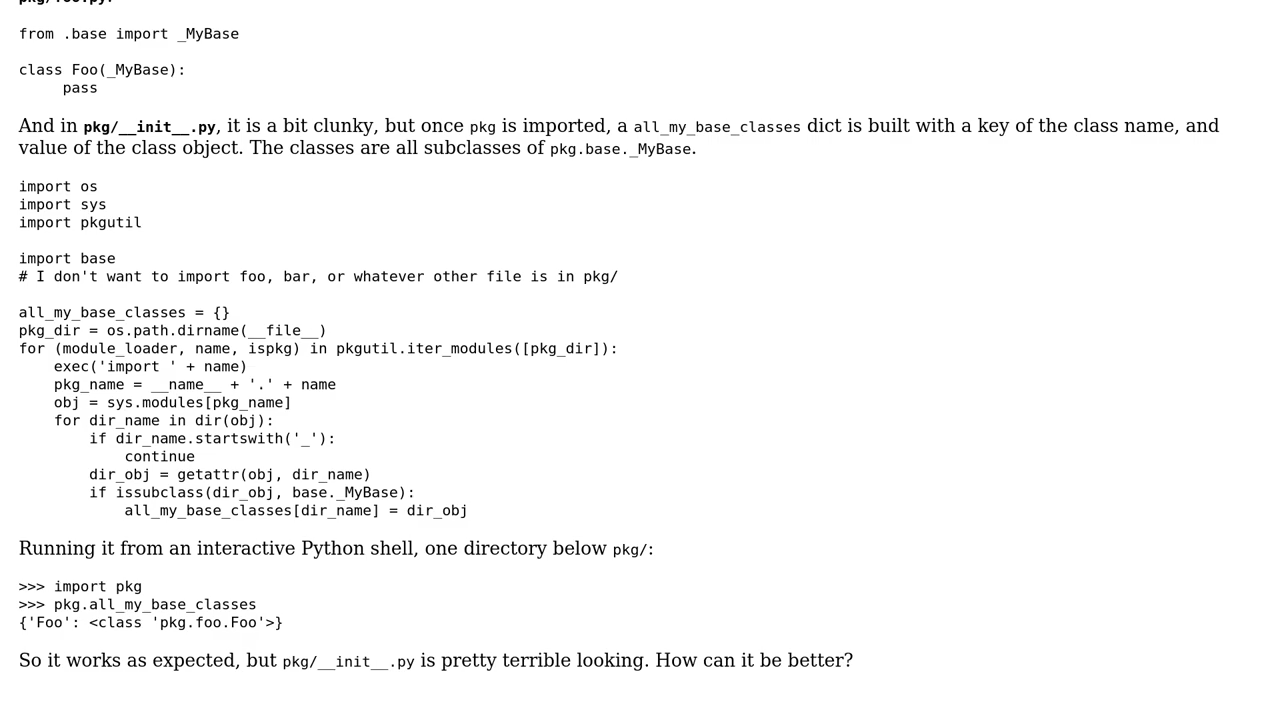 pkg/foo.py:
from .base import _MyBase
class Foo(_MyBase):
     pass
And in pkg/__init__.py, it is a bit clunky, but once pkg is imported, a all_my_base_classes dict is built with a key of the class name, and
value of the class object. The classes are all subclasses of pkg.base._MyBase.
import os
import sys
import pkgutil
import base
# I don't want to import foo, bar, or whatever other file is in pkg/
all_my_base_classes = {}
pkg_dir = os.path.dirname(__file__)
for (module_loader, name, ispkg) in pkgutil.iter_modules([pkg_dir]):
    exec('import ' + name)
    pkg_name = __name__ + '.' + name
    obj = sys.modules[pkg_name]
    for dir_name in dir(obj):
        if dir_name.startswith('_'):
            continue
        dir_obj = getattr(obj, dir_name)
        if issubclass(dir_obj, base._MyBase):
            all_my_base_classes[dir_name] = dir_obj
Running it from an interactive Python shell, one directory below pkg/:
>>> import pkg
>>> pkg.all_my_base_classes
{'Foo': <class 'pkg.foo.Foo'>}
So it works as expected, but pkg/__init__.py is pretty terrible looking. How can it be better?